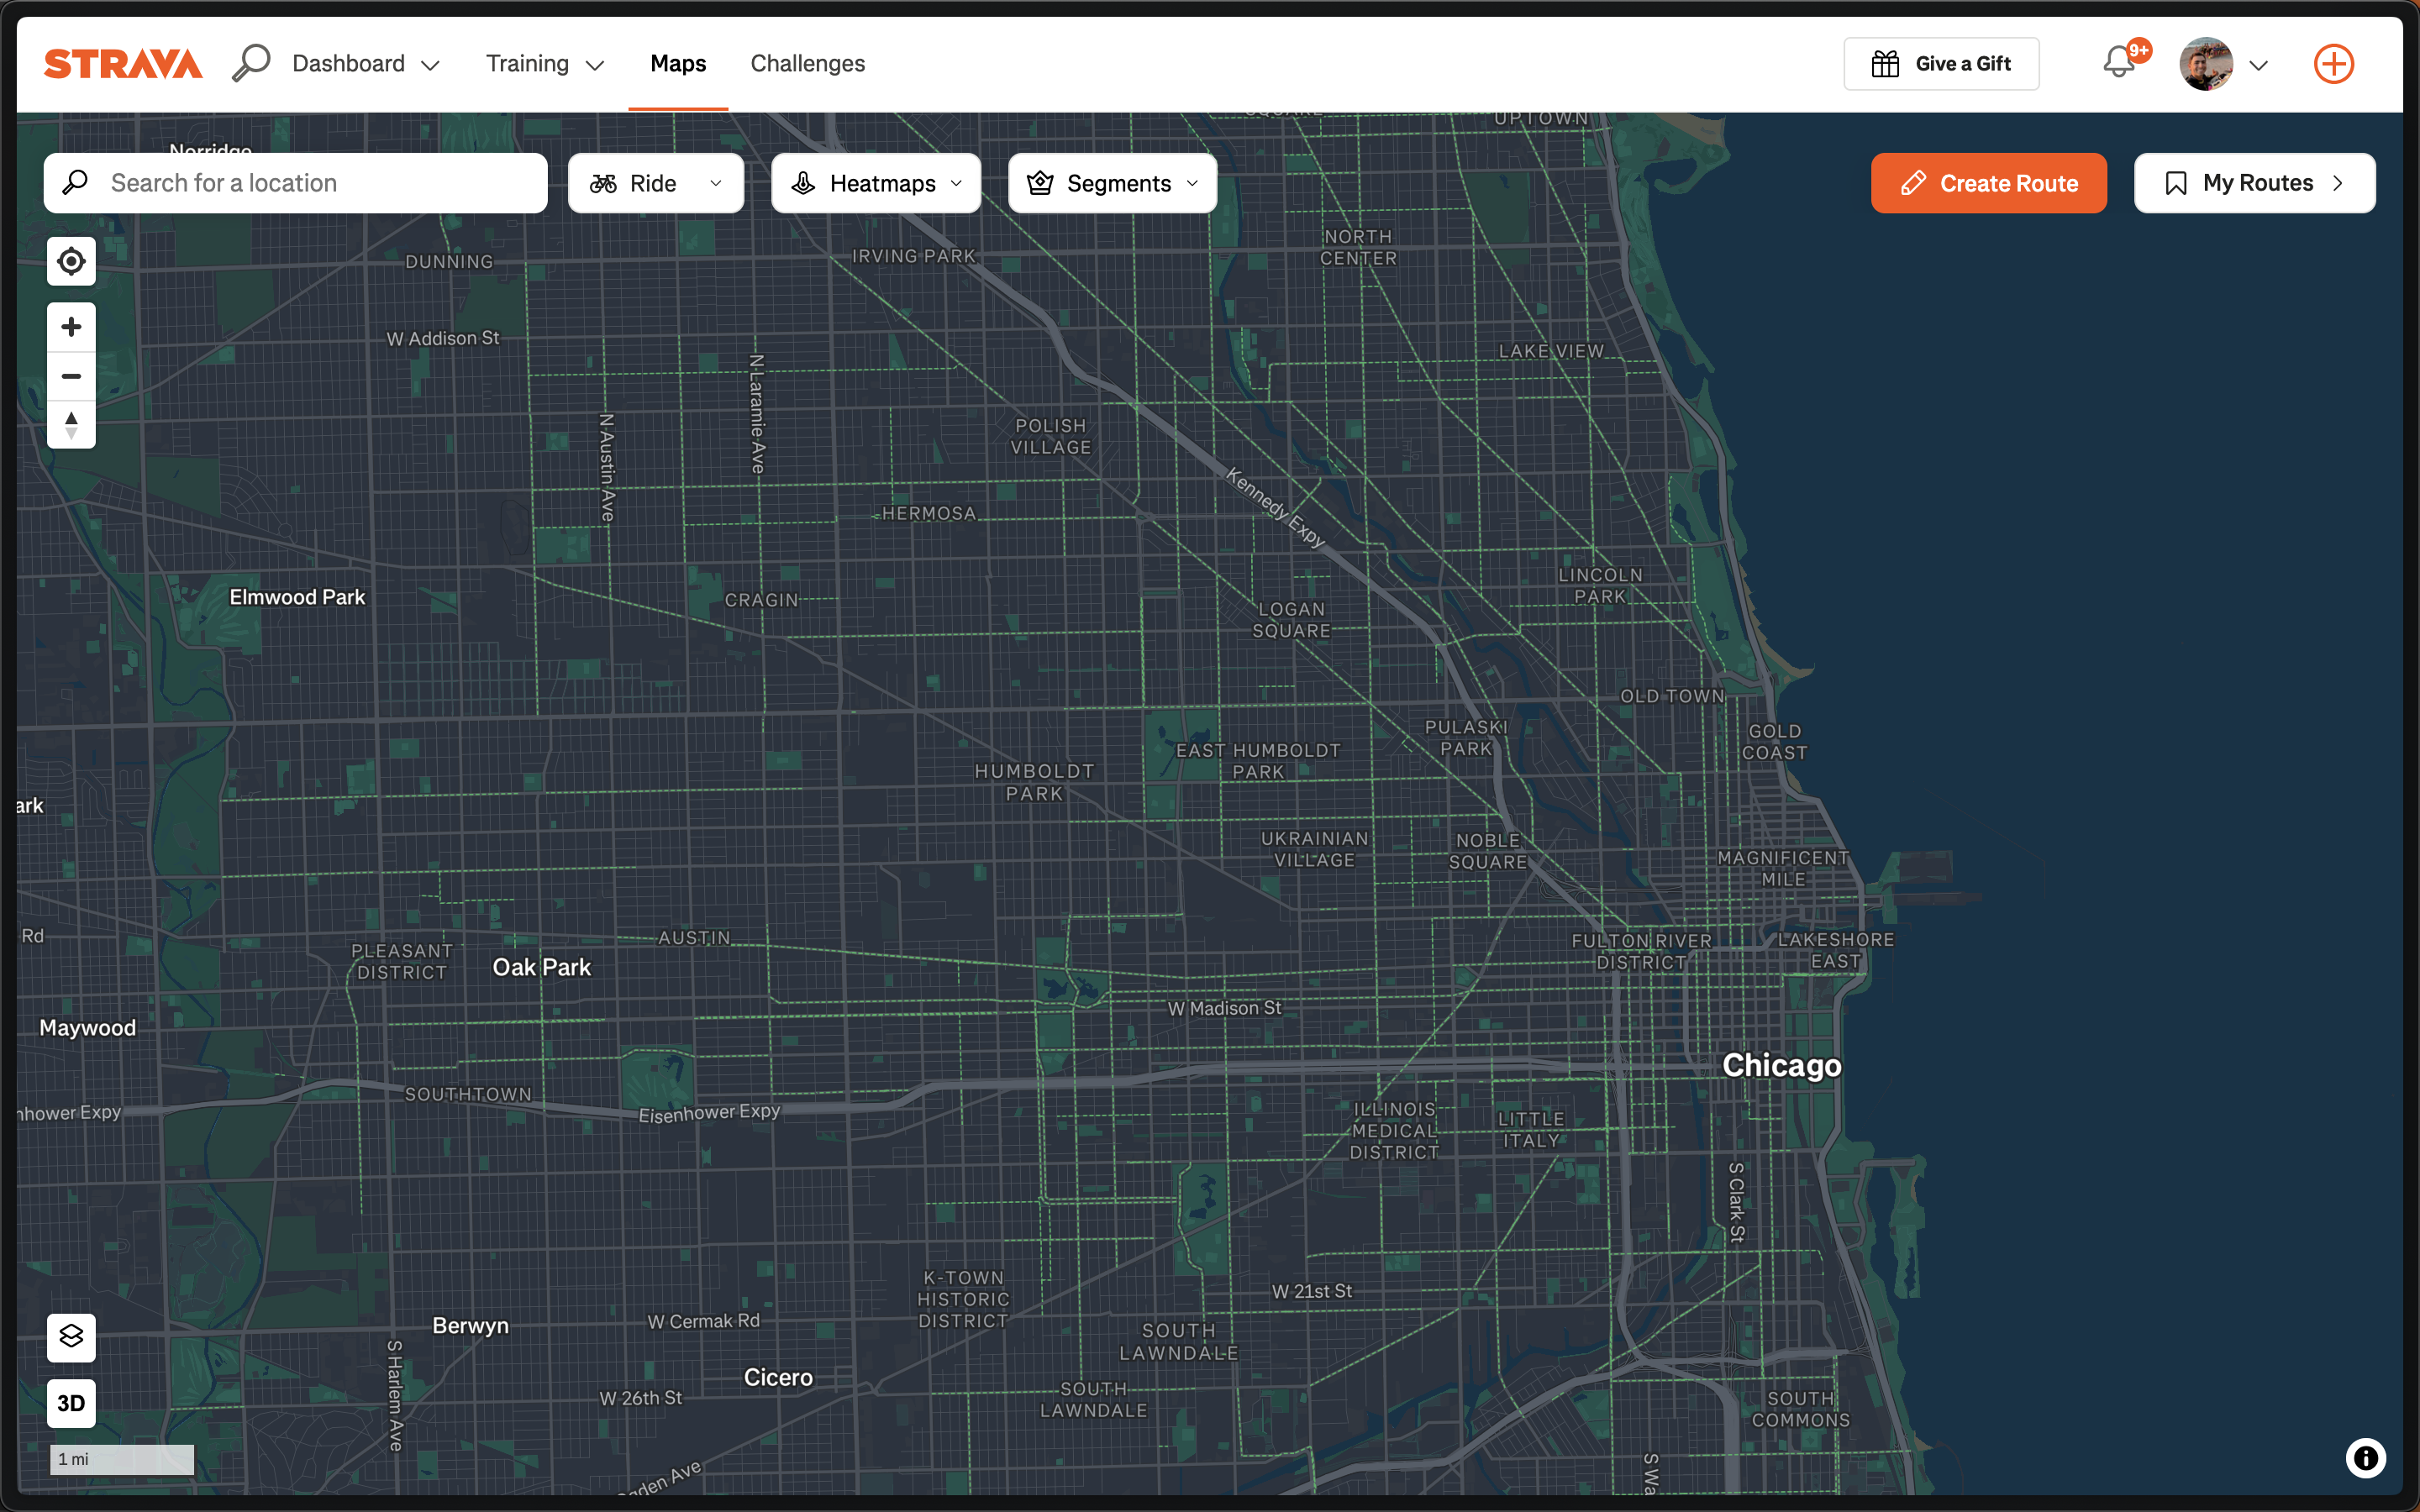 STRAVA
Dashboard
Training
Maps
Challenges
Give a Gift
9+
SQUARE
UPTOWN
Norridge
Search for a location
Ride
Heatmaps
Segments
Create Route
My Routes
DUNNING
IRVING PARK
NORTH
CENTER
W Addison St
LAKE VIEW
N Laramie Ave
N Austin Ave
POLISH
VILLAGE
Kennedy Expy
HERMOSA
Elmwood Park
CRAGIN
LINCOLN
PARK
LOGAN
SQUARE
OLD TOWN
PULASKI
PARK
GOLD
COAST
EAST HUMBOLDT
PARK
HUMBOLDT
PARK
ark
UKRAINIAN
VILLAGE
NOBLE
SQUARE
MAGNIFICENT
MILE
Rd
PLEASANT
DISTRICT
AUSTIN
Oak Park
FULTON RIVER
DISTRICT
LAKESHORE
EAST
W Madison St
Maywood
Chicago
SOUTHTOWN
nhower Expy
Eisenhower Expy
ILLINOIS
MEDICAL
DISTRICT
LITTLE
ITALY
S Clark St
K-TOWN
HISTORIC
DISTRICT
W 21st St
Berwyn
W Cermak Rd
SOUTH
LAWNDALE
S Harlem Ave
Cicero
W 26th St
SOUTH
LAWNDALE
SOUTH
COMMONS
3D
1 mi
gden Ave
S Wa